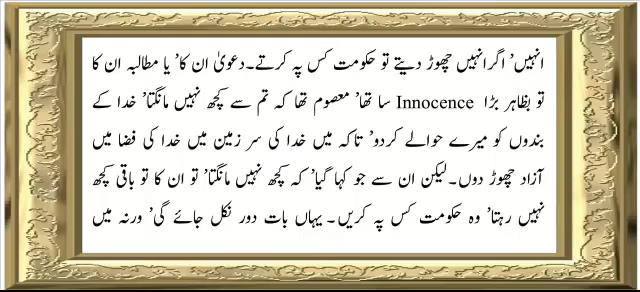 انہیں' اگر انہیں چھوڑ دیتے تو حکومت کس پہ کرتے۔دعویٰ ان کا' یا مطالبہ ان کا
تو بظاہر بڑا Innocence سا تھا' معصوم تھا کہ تم سے کچھ نہیں مانگتا' خدا کے
بندوں کو میرے حوالے کردو' تاکہ میں خدا کی سر زمین میں خدا کی فضا میں
آزاد چھوڑ دوں۔لیکن ان سے جو کہا گیا' کہ کچھ نہیں مانگتا' تو ان کا تو باقی کچھ
نہیں رہتا' وہ حکومت کس پہ کریں۔ یہاں بات دور نکل جائے گی' ورنہ میں